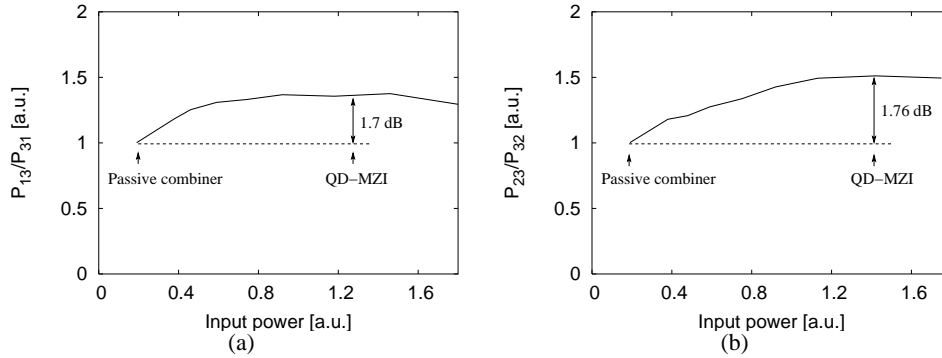 2
1.5
1
0.5
0
P13/P31 [a.u.]
1.7 dB
Passive combiner
QD−MZI
0 0.4 0.8 1.2 1.6
Input power [a.u.]
(a)
2
1.5
1
0.5
0
P23/P32 [a.u.]
1.76 dB
Passive combiner
QD−MZI
0 0.4 0.8 1.2 1.6
Input power [a.u.]
(b)